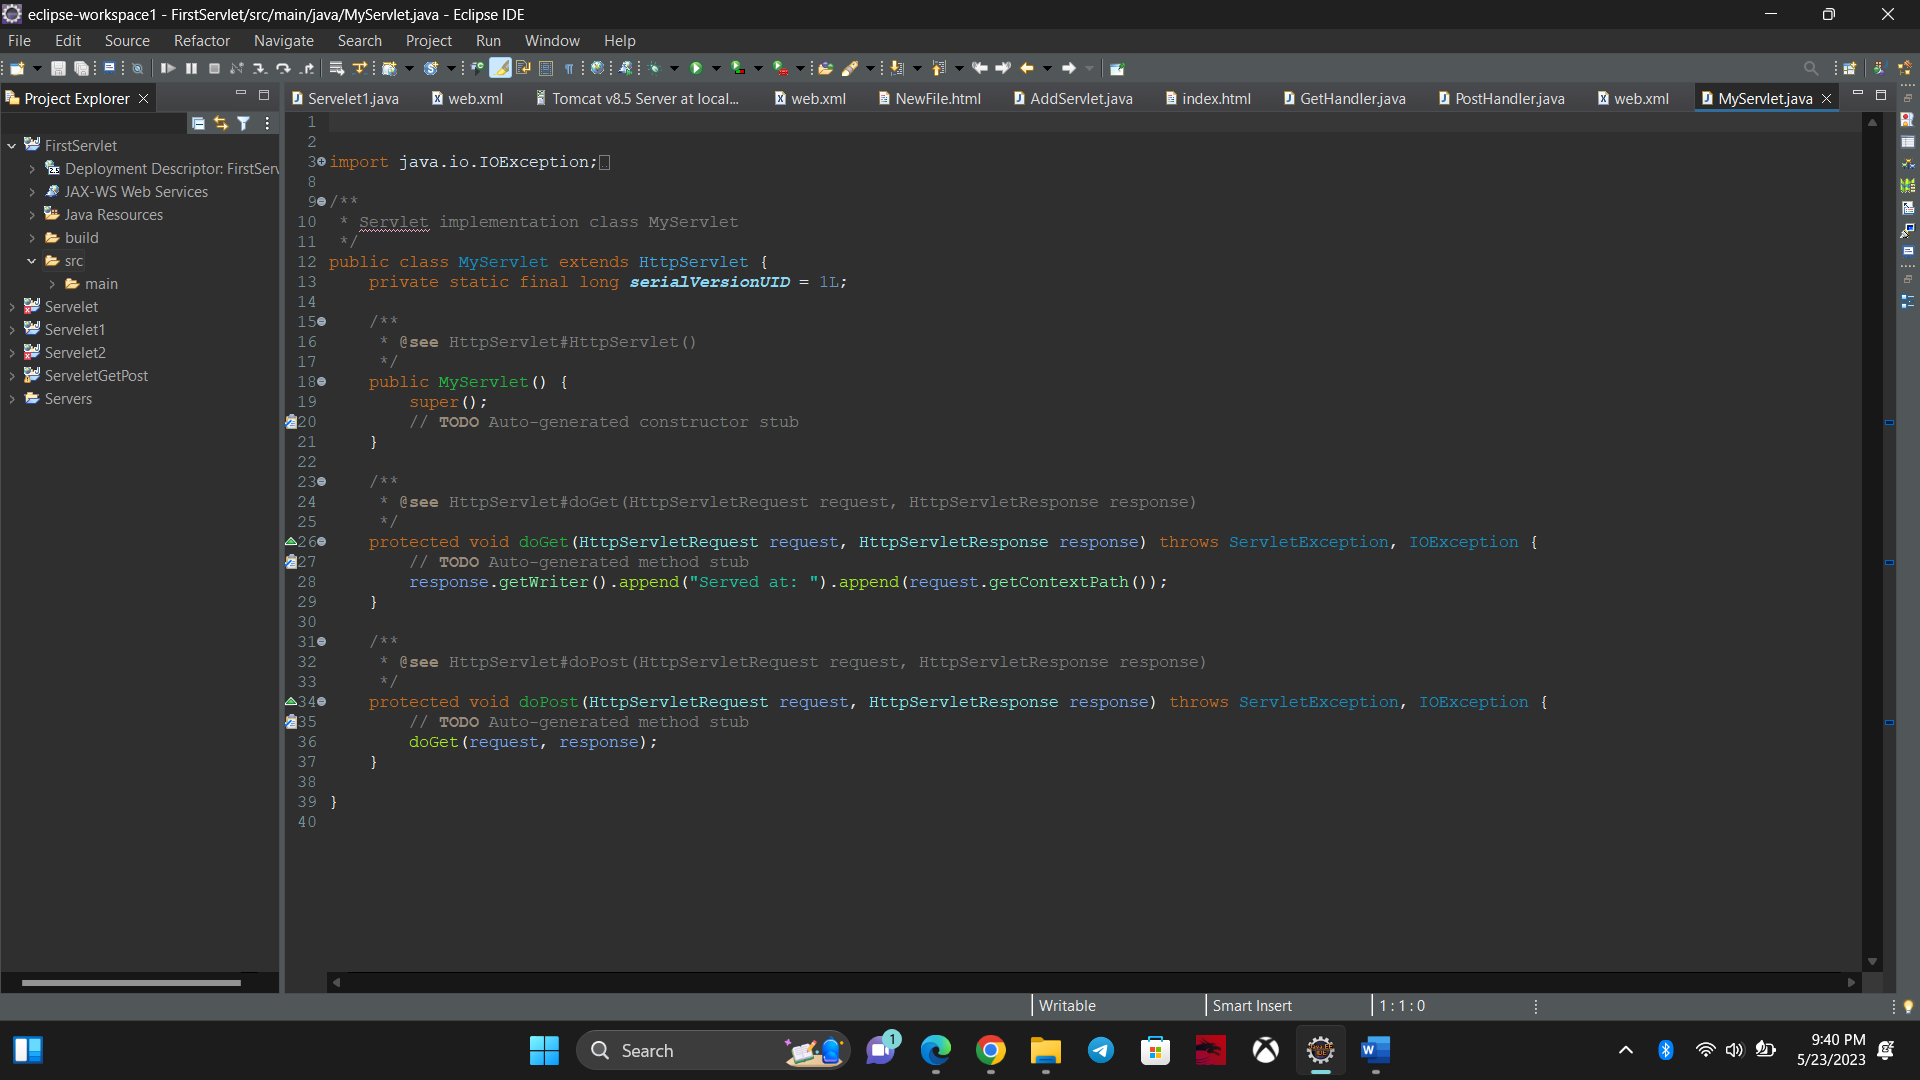 eclipse-workspace1 - FirstServlet/src/main/java/MyServlet.java - Eclipse IDE
File Edit Source Refactor Navigate Search Project Run Window Help
Project Explorer
Servelet1.java web.xml Tomcat v8.5 Server at local... web.xml NewFile.html AddServlet.java index.html GetHandler.java PostHandler.java web.xml MyServlet.java
FirstServlet
Deployment Descriptor: FirstServ
JAX-WS Web Services
Java Resources
build
src
main
Servelet
Servelet1
Servelet2
ServeletGetPost
Servers
1
2
3 import java.io.IOException;
8
9 /**
10 * Servlet implementation class MyServlet
11 */
12 public class MyServlet extends HttpServlet {
13 private static final long serialVersionUID = 1L;
14
15 /**
16 * @see HttpServlet#HttpServlet()
17 */
18 public MyServlet() {
19 super();
20 // TODO Auto-generated constructor stub
21 }
22
23 /**
24 * @see HttpServlet#doGet(HttpServletRequest request, HttpServletResponse response)
25 */
26 protected void doGet(HttpServletRequest request, HttpServletResponse response) throws ServletException, IOException {
27 // TODO Auto-generated method stub
28 response.getWriter().append("Served at: ").append(request.getContextPath());
29 }
30
31 /**
32 * @see HttpServlet#doPost(HttpServletRequest request, HttpServletResponse response)
33 */
34 protected void doPost(HttpServletRequest request, HttpServletResponse response) throws ServletException, IOException {
35 // TODO Auto-generated method stub
36 doGet(request, response);
37 }
38
39 }
40
Writable Smart Insert 1 : 1 : 0
Search
1
9:40 PM
5/23/2023